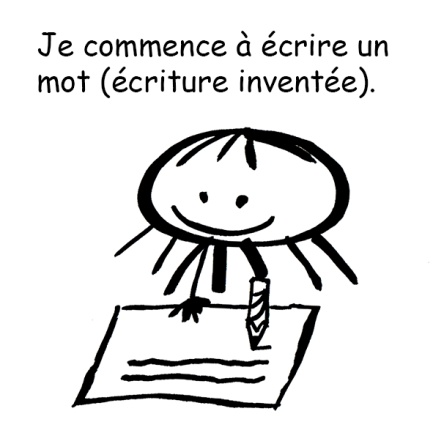 Je commence à écrire un
mot (écriture inventée).